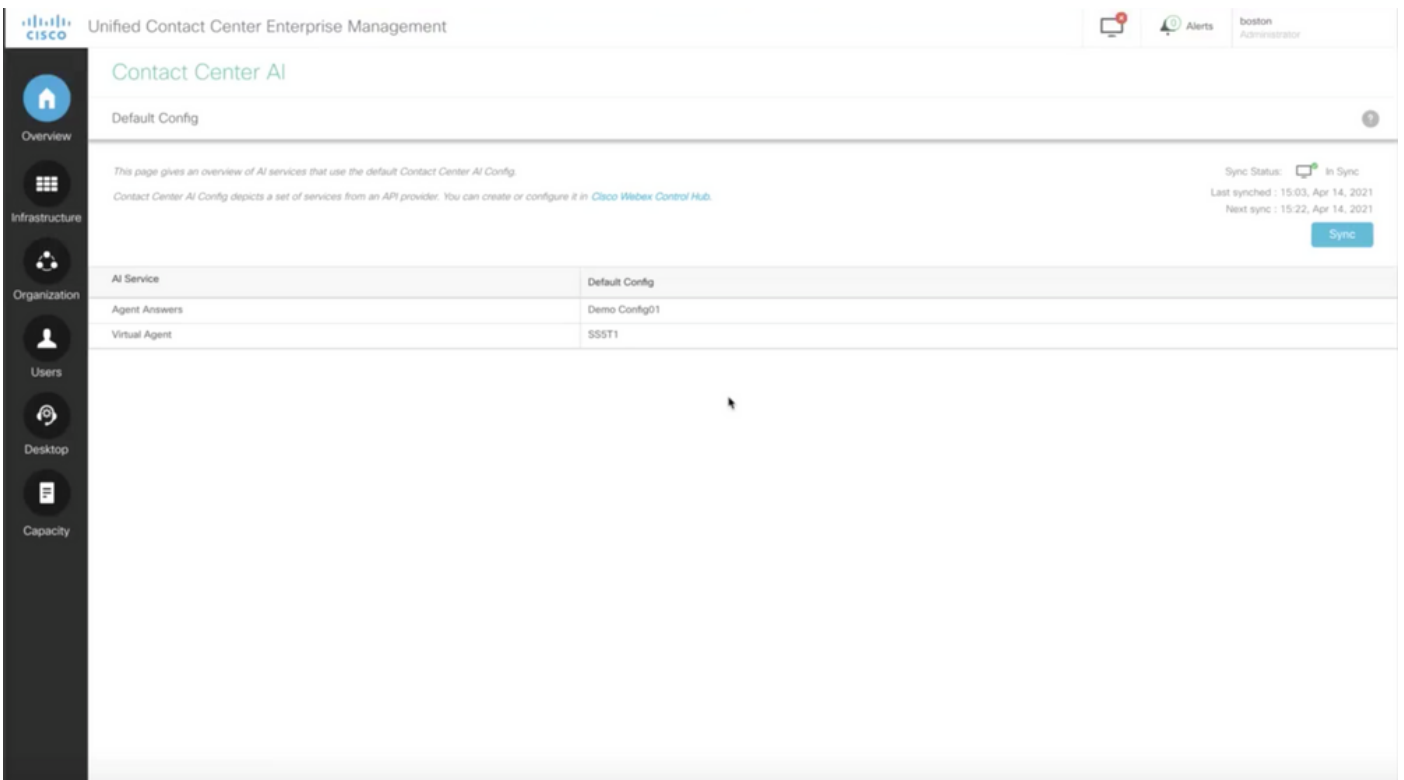 CISCO
Unified Contact Center Enterprise Management
0
Alerts
boston
Administrator
Contact Center AI
Overview
Default Config
?
Infrastructure
Organization
Users
Desktop
Capacity
This page gives an overview of AI services that use the default Contact Center AI Config.
Contact Center AI Config depicts a set of services from an API provider. You can create or configure it in Cisco Webex Control Hub.
Sync Status: In Sync
Last synched : 15:03, Apr 14, 2021
Next sync : 15:22, Apr 14, 2021
Sync
AI Service Default Config
Agent Answers Demo Config01
Virtual Agent SSST1